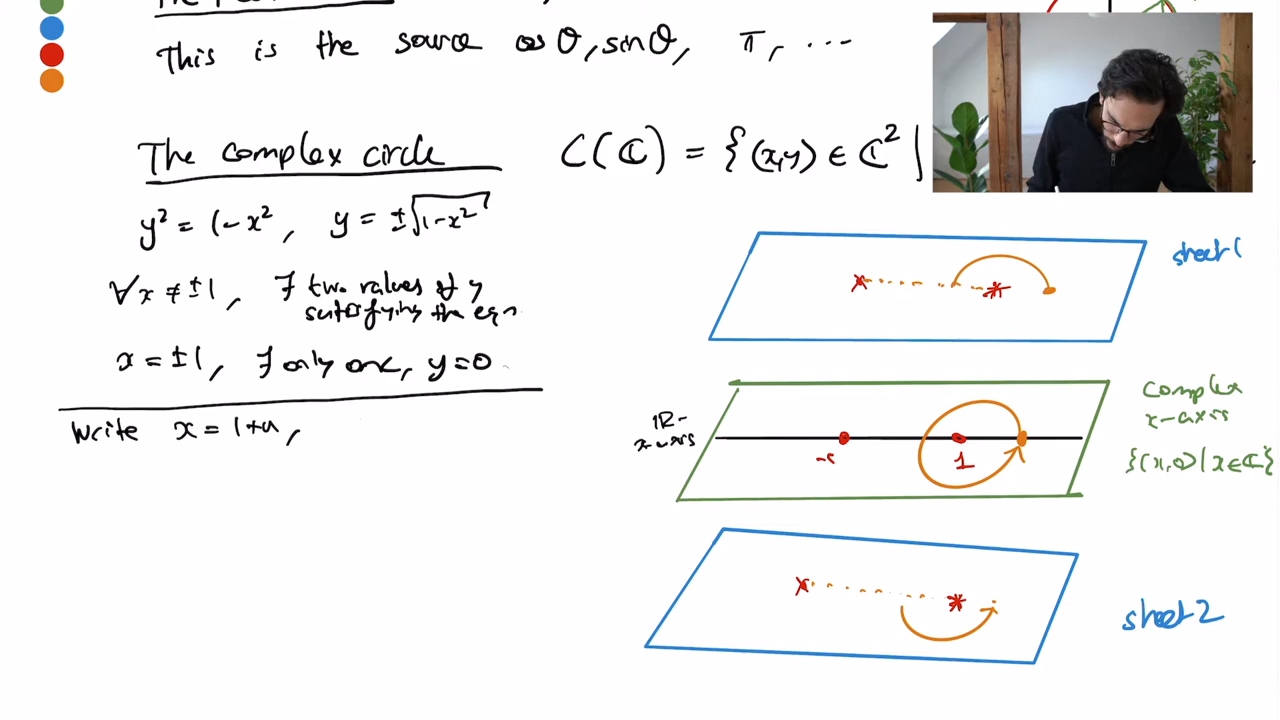 This is the source cos θ, sin θ, π, ...
The complex circle
C(ℂ) = {(x,y) ∈ ℂ² |
y² = 1-x², y = ±√1-x²
∀x ≠ ±1, ∃ two values of y
satisfying the eqn
x = ±1, ∃ only one, y=0
Write x = 1+u,
sheet 1
ℝ-
x-axis
-1
1
complex
x-axis
{(x,0) | x∈ℂ}
sheet 2